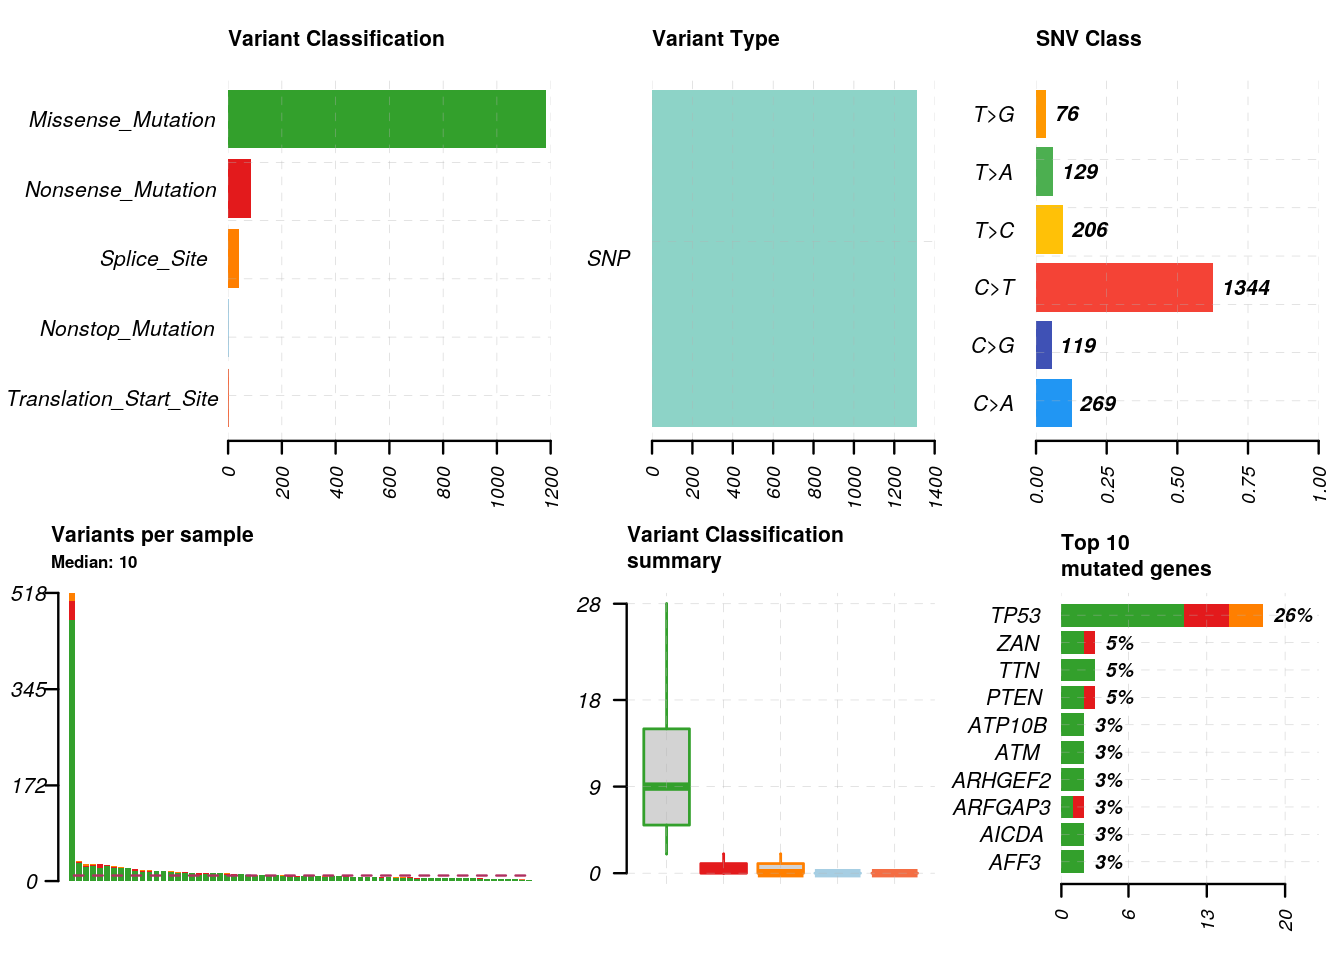 Variant Classification
Missense_Mutation
Nonsense_Mutation
Splice_Site
Nonstop_Mutation
Translation_Start_Site
0
200
400
600
800
1000
1200
Variant Type
SNP
0
200
400
600
800
1000
1200
1400
SNV Class
T>G
76
T>A
129
T>C
206
C>T
1344
C>G
119
C>A
269
0.00
0.25
0.50
0.75
1.00
Variants per sample
Median: 10
518
345
172
0
Variant Classification
summary
28
18
9
0
Top 10
mutated genes
TP53
26%
ZAN
5%
TTN
5%
PTEN
5%
ATP10B
3%
ATM
3%
ARHGEF2
3%
ARFGAP3
3%
AICDA
3%
AFF3
3%
0
6
13
20